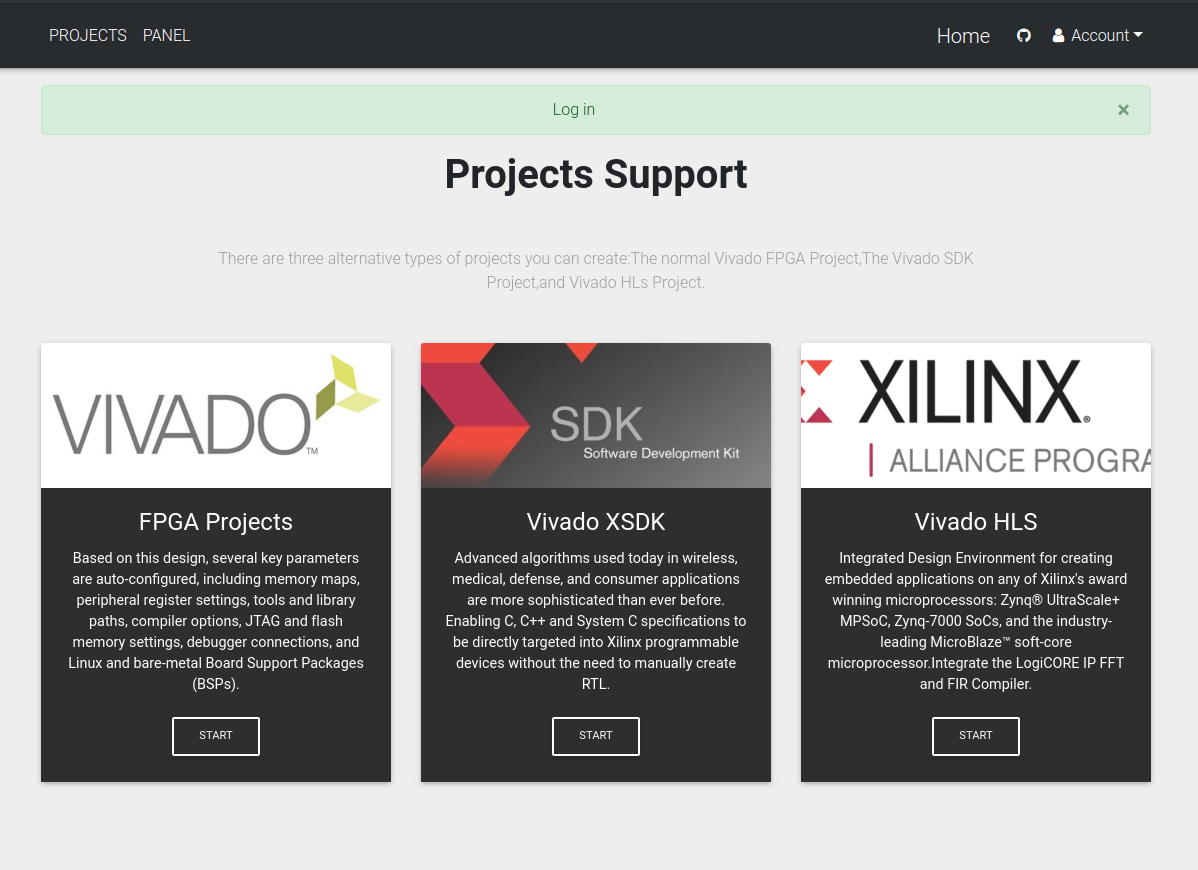 PROJECTS PANEL Home Account
Log in ×
Projects Support
There are three alternative types of projects you can create:The normal Vivado FPGA Project,The Vivado SDK
Project,and Vivado HLs Project.
VIVADO™
FPGA Projects
Based on this design, several key parameters
are auto-configured, including memory maps,
peripheral register settings, tools and library
paths, compiler options, JTAG and flash
memory settings, debugger connections, and
Linux and bare-metal Board Support Packages
(BSPs).
START
SDK
Software Development Kit
Vivado XSDK
Advanced algorithms used today in wireless,
medical, defense, and consumer applications
are more sophisticated than ever before.
Enabling C, C++ and System C specifications to
be directly targeted into Xilinx programmable
devices without the need to manually create
RTL.
START
XILINX®
ALLIANCE PROGRA
Vivado HLS
Integrated Design Environment for creating
embedded applications on any of Xilinx's award
winning microprocessors: Zynq® UltraScale+
MPSoC, Zynq-7000 SoCs, and the industry-
leading MicroBlaze™ soft-core
microprocessor.Integrate the LogiCORE IP FFT
and FIR Compiler.
START